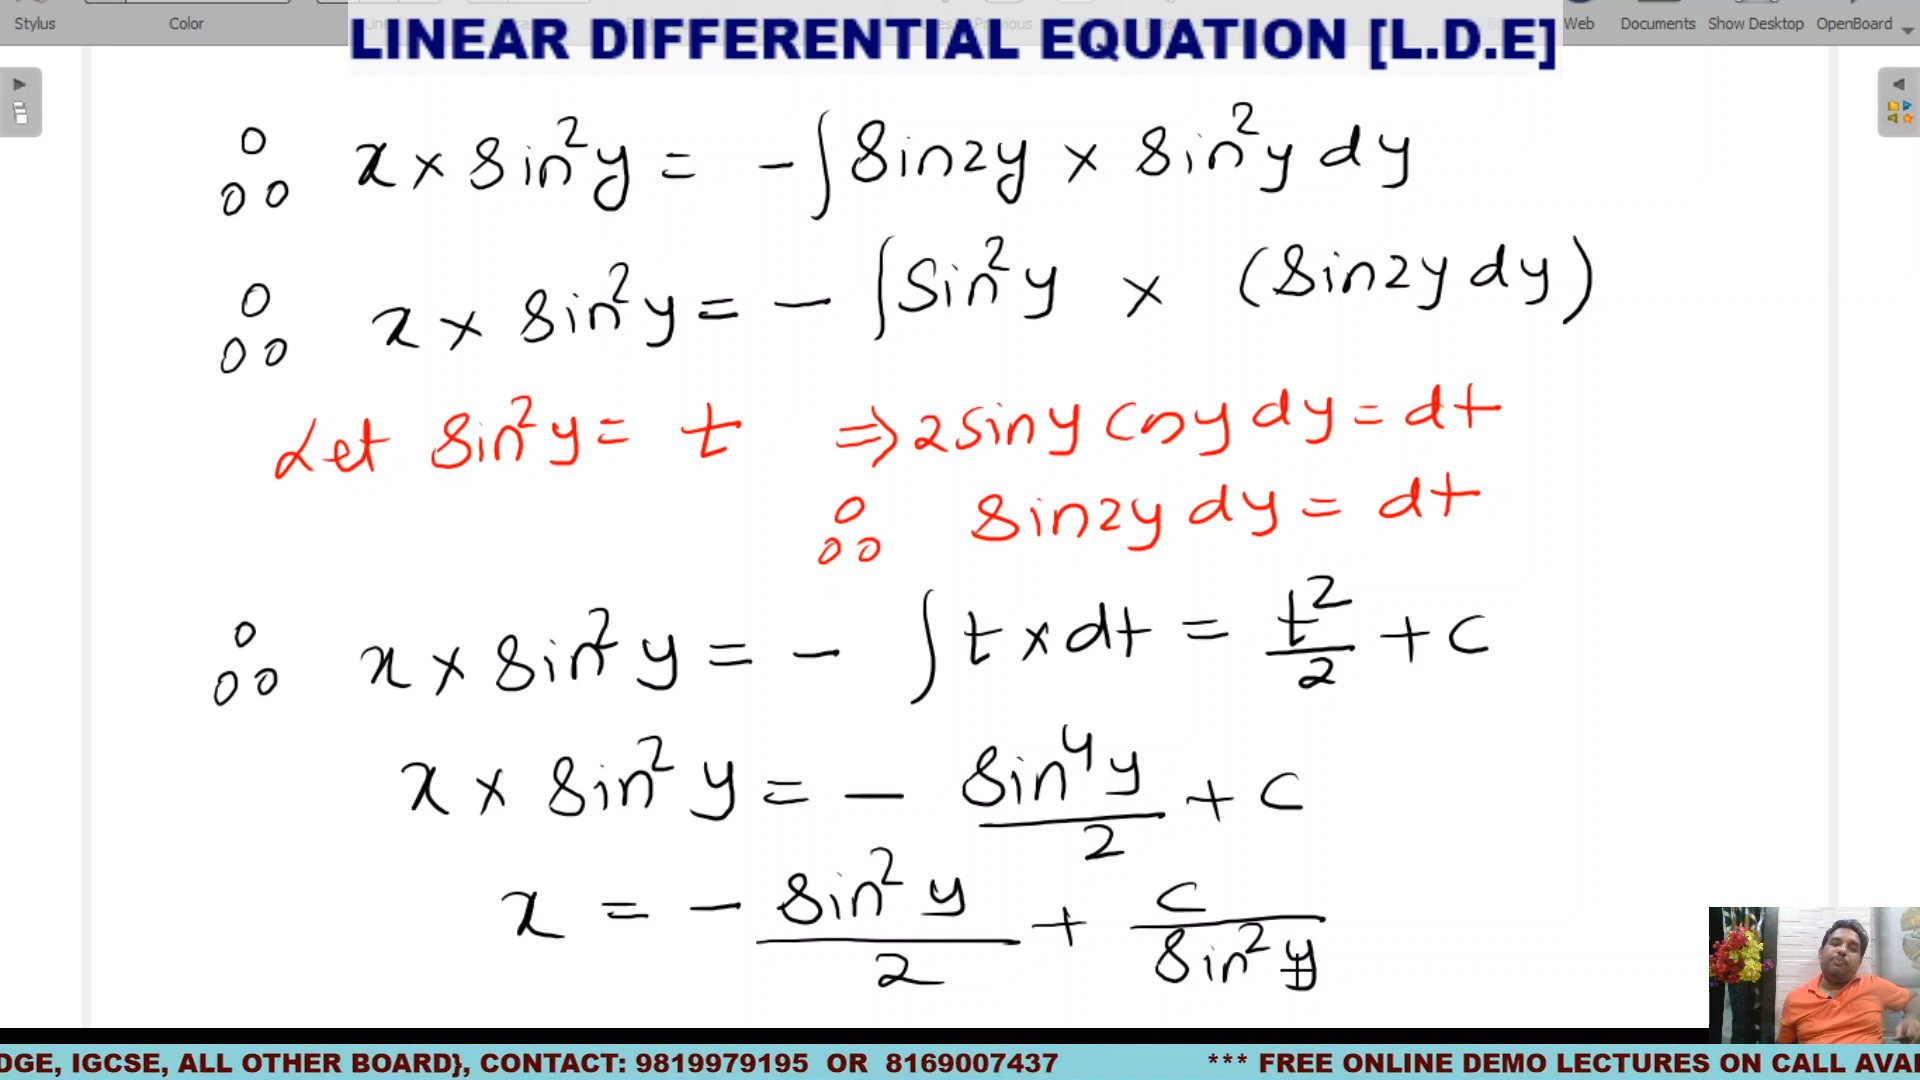 Stylus Color Web Documents Show Desktop OpenBoard
LINEAR DIFFERENTIAL EQUATION [L.D.E]
∴ x × sin²y = - ∫ sin2y × sin²y dy
∴ x × sin²y = - ∫ sin²y × (sin2y dy)
Let sin²y = t ⇒ 2siny cosy dy = dt
∴ sin2y dy = dt
∴ x × sin²y = - ∫ t × dt = t²/2 + c
x × sin²y = - sin⁴y/2 + c
x = - sin²y/2 + c/sin²y
DGE, IGCSE, ALL OTHER BOARD}, CONTACT: 9819979195 OR 8169007437 *** FREE ONLINE DEMO LECTURES ON CALL AVA